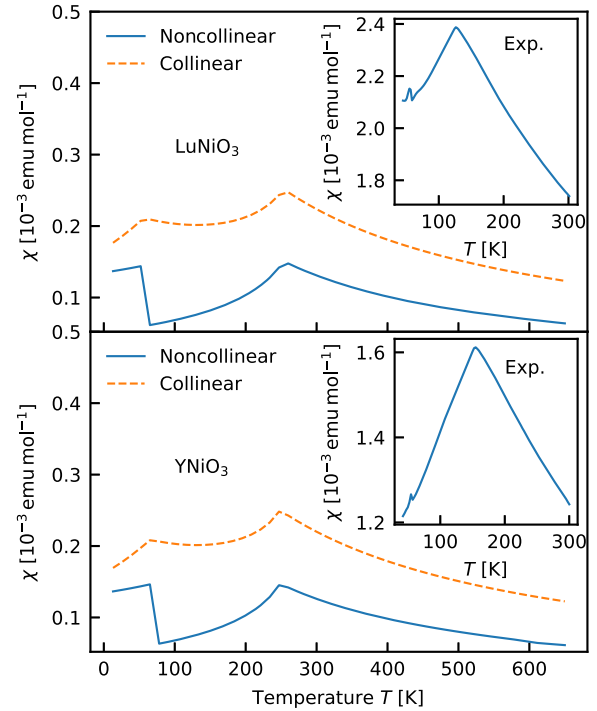 0.5
0.4
0.3
0.2
0.1
χ [10⁻³ emu mol⁻¹]
Noncollinear
Collinear
LuNiO₃
2.4
2.2
2.0
1.8
χ [10⁻³ emu mol⁻¹]
Exp.
100 200 300
T [K]
0.5
0.4
0.3
0.2
0.1
χ [10⁻³ emu mol⁻¹]
Noncollinear
Collinear
YNiO₃
1.6
1.4
1.2
χ [10⁻³ emu mol⁻¹]
Exp.
100 200 300
T [K]
0 100 200 300 400 500 600
Temperature T [K]